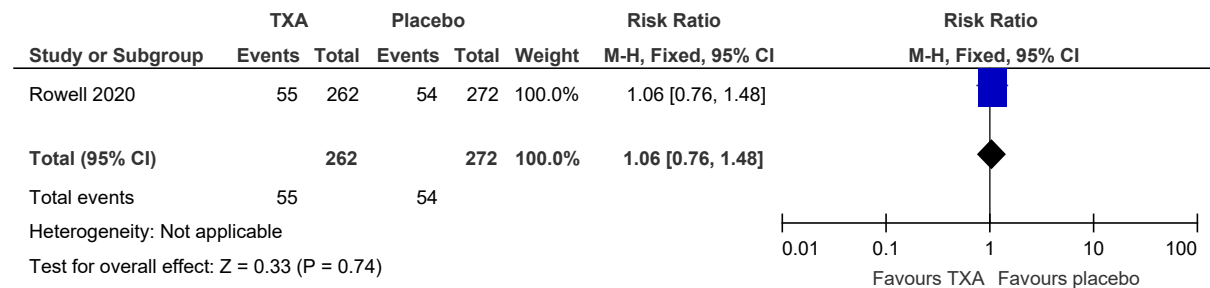 TXA Placebo Risk Ratio Risk Ratio
Study or Subgroup Events Total Events Total Weight M-H, Fixed, 95% CI M-H, Fixed, 95% CI
Rowell 2020 55 262 54 272 100.0% 1.06 [0.76, 1.48]
Total (95% CI) 262 272 100.0% 1.06 [0.76, 1.48]
Total events 55 54
Heterogeneity: Not applicable
Test for overall effect: Z = 0.33 (P = 0.74)
0.01 0.1 1 10 100
Favours TXA Favours placebo